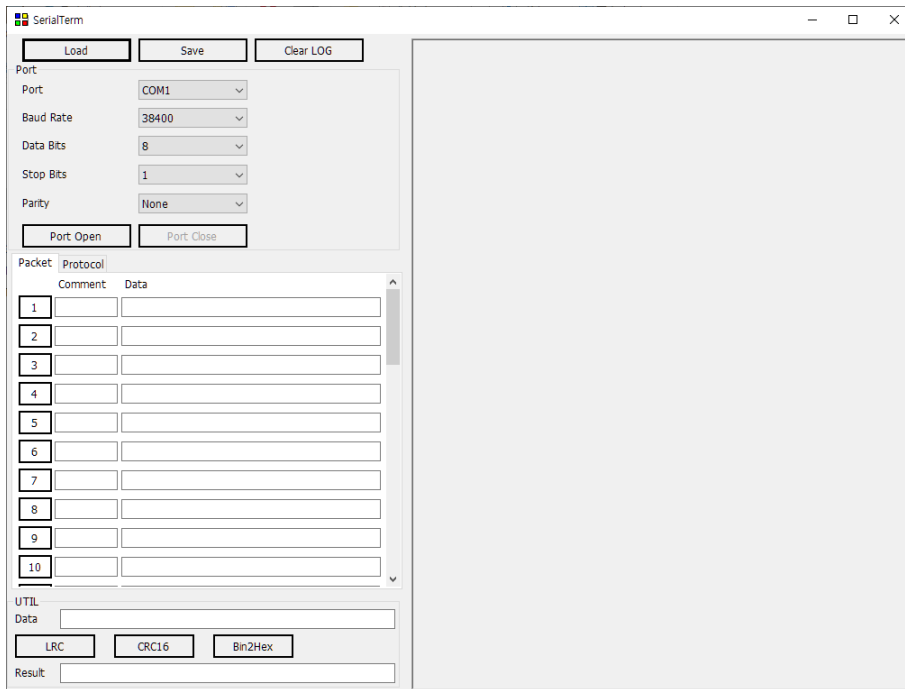 SerialTerm
Load Save Clear LOG
Port
Port COM1
Baud Rate 38400
Data Bits 8
Stop Bits 1
Parity None
Port Open Port Close
Packet Protocol
Comment Data
1
2
3
4
5
6
7
8
9
10
UTIL
Data
LRC CRC16 Bin2Hex
Result